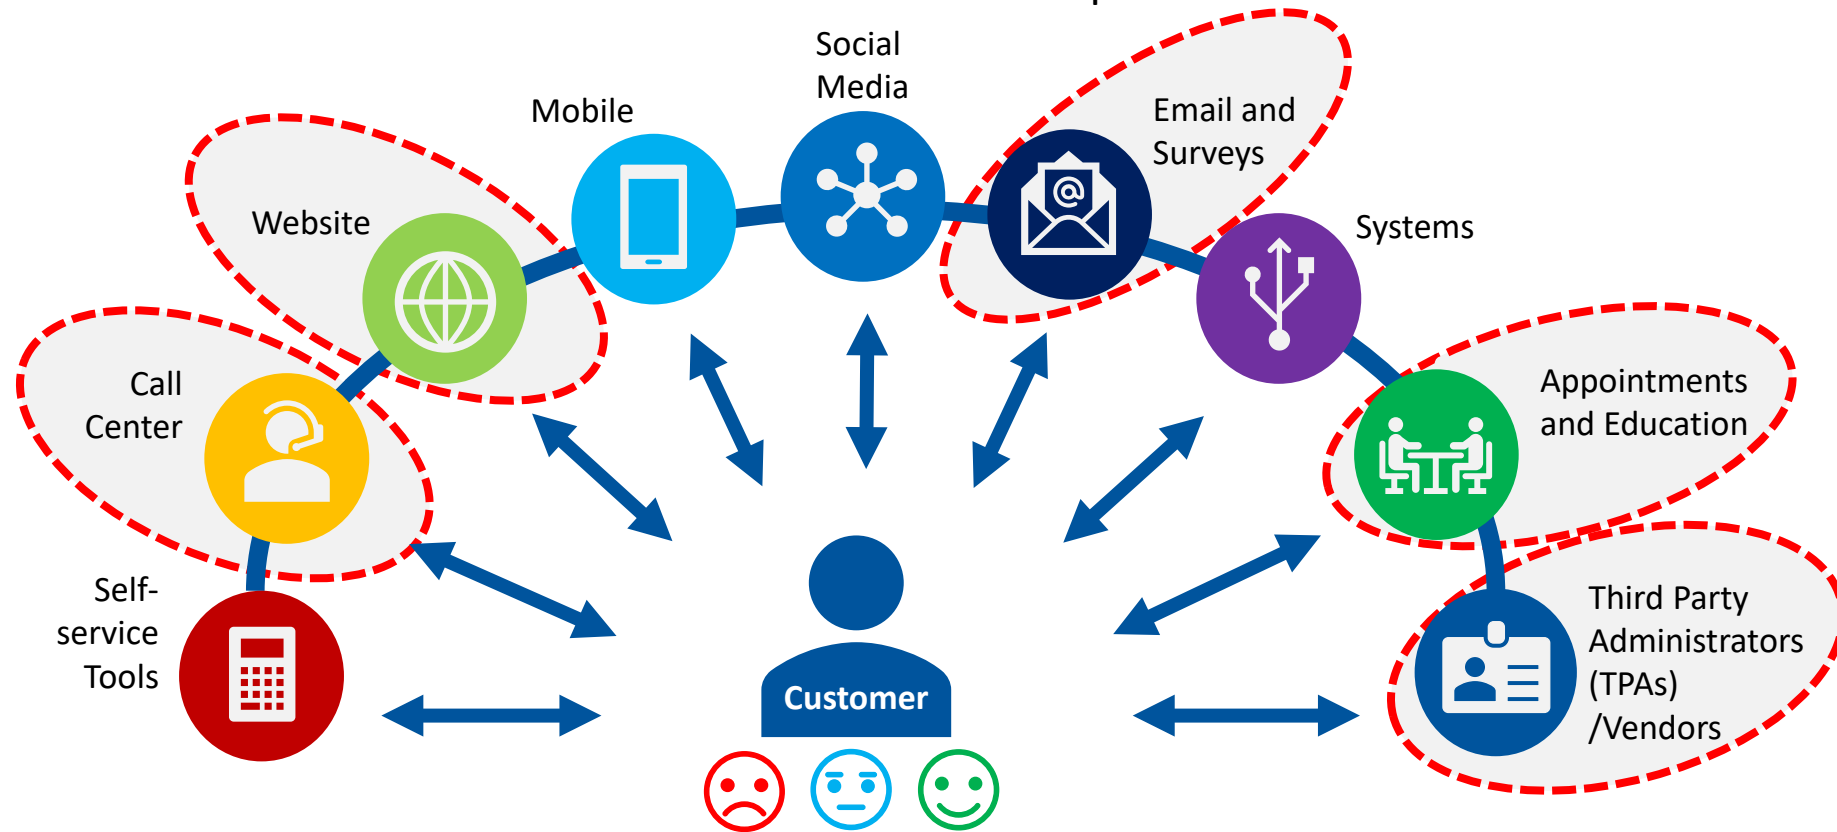 Social
Media
Mobile
Email and
Surveys
Website
Systems
Call
Center
Appointments
and Education
Self-
service
Tools
Third Party
Administrators
(TPAs)
/Vendors
Customer
@